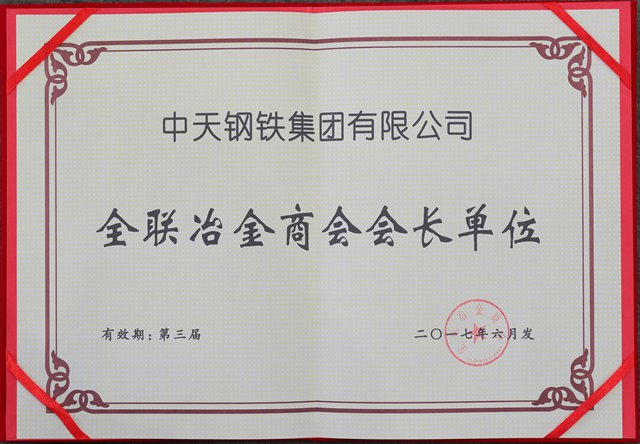 中天钢铁集团有限公司
全联冶金商会会长单位
有效期：第三届
二〇一七年六月发